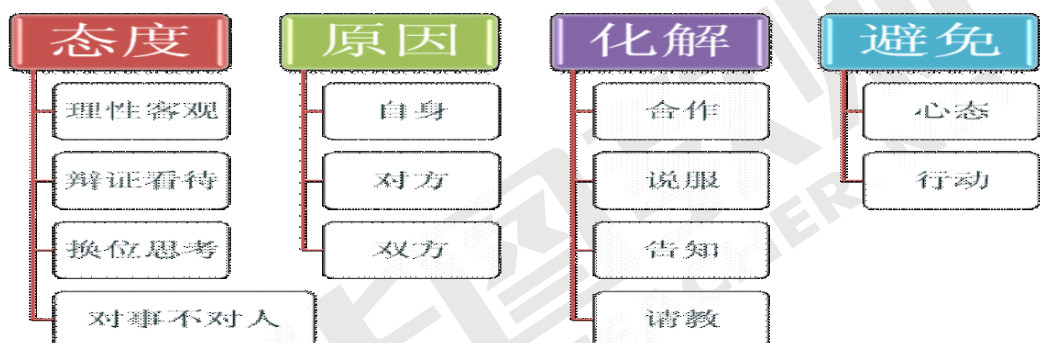 态度
理性客观
辩证看待
换位思考
对事不对人
原因
自身
对方
双方
化解
合作
说服
告知
请教
避免
心态
行动